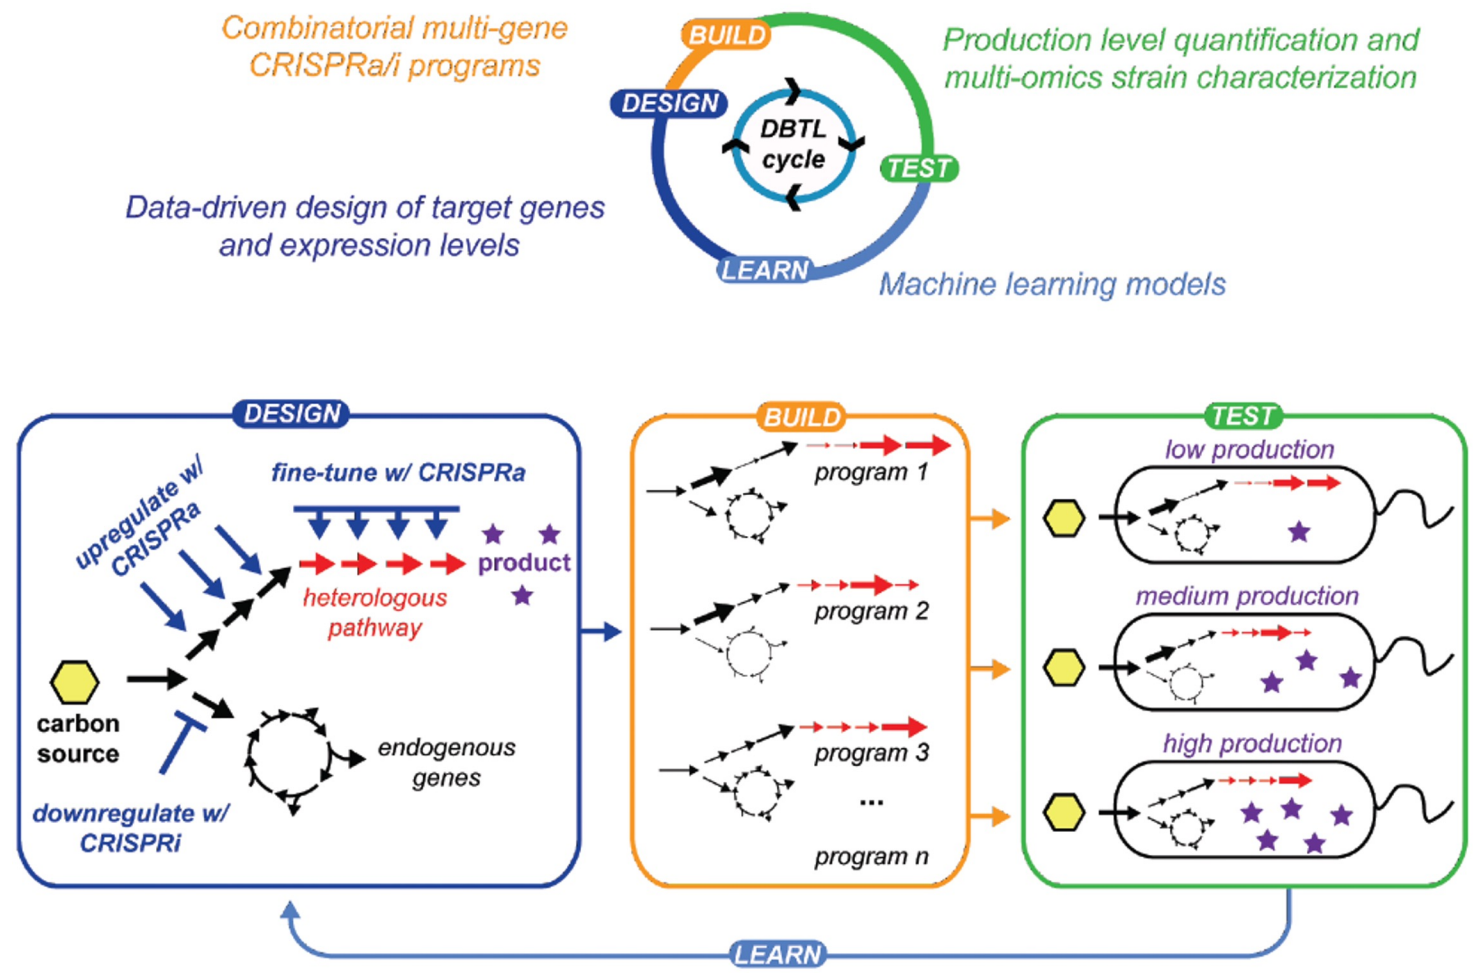 Combinatorial multi-gene
CRISPRa/i programs
BUILD
Production level quantification and
multi-omics strain characterization
DESIGN
DBTL
cycle
TEST
Data-driven design of target genes
and expression levels
LEARN
Machine learning models
DESIGN
upregulate w/
CRISPRa
fine-tune w/ CRISPRa
product
heterologous
pathway
carbon
source
endogenous
genes
downregulate w/
CRISPRi
BUILD
program 1
program 2
program 3
...
program n
TEST
low production
medium production
high production
LEARN